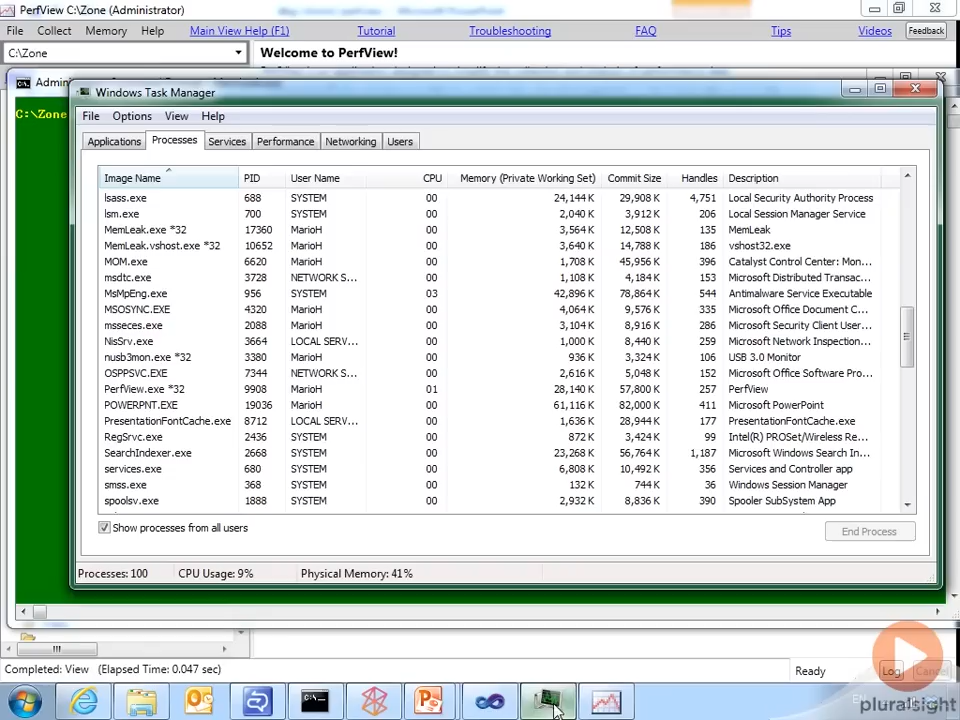 PerfView C:\Zone (Administrator)
File Collect Memory Help Main View Help (F1) Tutorial Troubleshooting FAQ Tips Videos Feedback
C:\Zone Welcome to PerfView!
Windows Task Manager
C:\Zone
File Options View Help
Applications Processes Services Performance Networking Users
Image Name PID User Name CPU Memory (Private Working Set) Commit Size Handles Description
lsass.exe 688 SYSTEM 00 24,144 K 29,908 K 4,751 Local Security Authority Process
lsm.exe 700 SYSTEM 00 2,040 K 3,912 K 206 Local Session Manager Service
MemLeak.exe *32 17360 MarioH 00 3,564 K 12,508 K 135 MemLeak
MemLeak.vshost.exe *32 10652 MarioH 00 3,640 K 14,788 K 186 vshost32.exe
MOM.exe 6620 MarioH 00 1,708 K 45,956 K 396 Catalyst Control Center: Mon...
msdtc.exe 3728 NETWORK S... 00 1,108 K 4,184 K 153 Microsoft Distributed Transac...
MsMpEng.exe 956 SYSTEM 03 42,896 K 78,864 K 544 Antimalware Service Executable
MSOSYNC.EXE 4320 MarioH 00 4,064 K 9,576 K 335 Microsoft Office Document C...
msseces.exe 2088 MarioH 00 3,104 K 8,916 K 286 Microsoft Security Client User...
NisSrv.exe 3664 LOCAL SERV... 00 1,000 K 8,440 K 259 Microsoft Network Inspection...
nusb3mon.exe *32 3380 MarioH 00 936 K 3,324 K 106 USB 3.0 Monitor
OSPPSVC.EXE 7344 NETWORK S... 00 2,616 K 5,048 K 152 Microsoft Office Software Pro...
PerfView.exe *32 9908 MarioH 01 28,140 K 57,800 K 257 PerfView
POWERPNT.EXE 19036 MarioH 00 61,116 K 82,000 K 411 Microsoft PowerPoint
PresentationFontCache.exe 8712 LOCAL SERV... 00 1,636 K 28,944 K 177 PresentationFontCache.exe
RegSrvc.exe 2436 SYSTEM 00 872 K 3,424 K 99 Intel(R) PROSet/Wireless Re...
SearchIndexer.exe 2668 SYSTEM 00 23,268 K 56,764 K 1,187 Microsoft Windows Search In...
services.exe 680 SYSTEM 00 6,808 K 10,492 K 356 Services and Controller app
smss.exe 368 SYSTEM 00 132 K 744 K 36 Windows Session Manager
spoolsv.exe 1888 SYSTEM 00 2,932 K 8,836 K 390 Spooler SubSystem App
Show processes from all users End Process
Processes: 100 CPU Usage: 9% Physical Memory: 41%
Completed: View (Elapsed Time: 0.047 sec) Ready Log Cancel
pluralsight